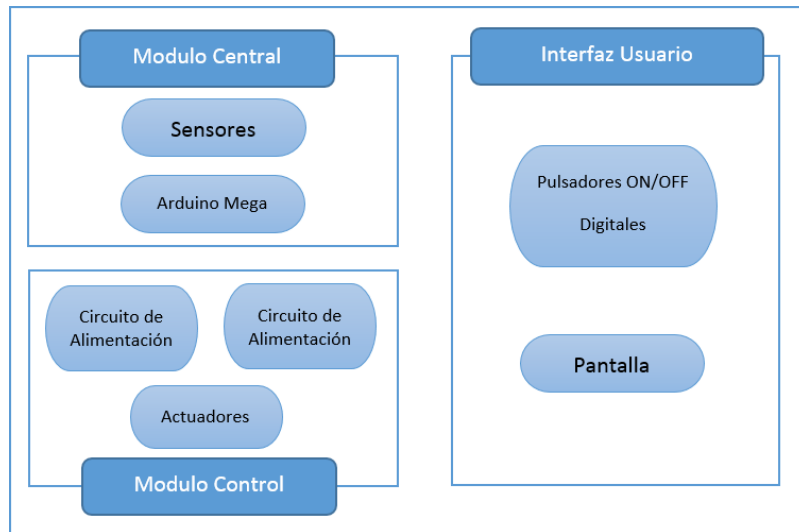 Modulo Central
Sensores
Arduino Mega
Circuito de
Alimentación
Circuito de
Alimentación
Actuadores
Modulo Control
Interfaz Usuario
Pulsadores ON/OFF
Digitales
Pantalla